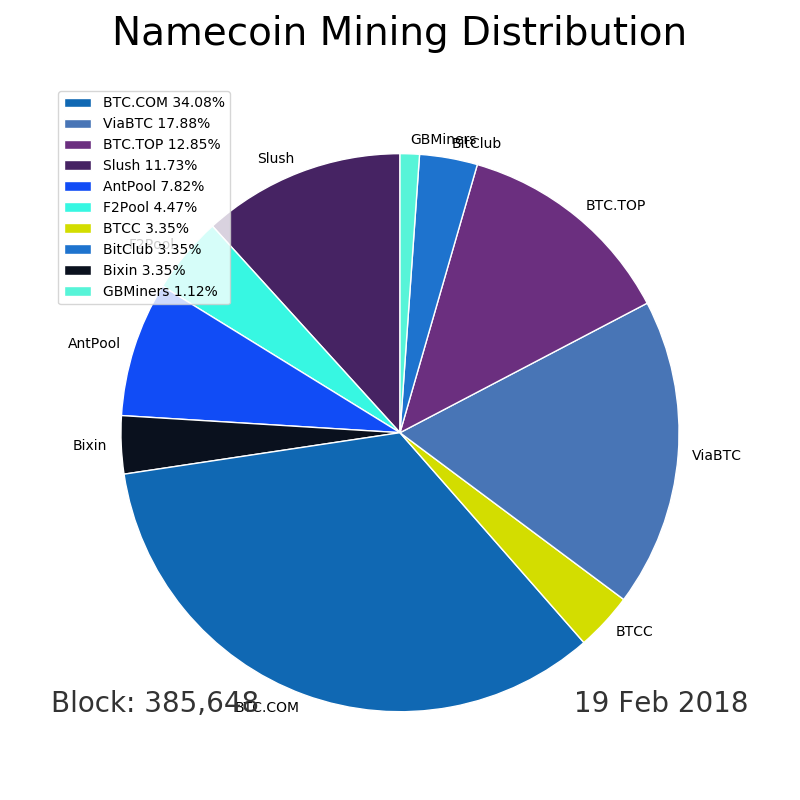 Namecoin Mining Distribution
BTC.COM 34.08%
ViaBTC 17.88%
BTC.TOP 12.85%
Slush 11.73%
AntPool 7.82%
F2Pool 4.47%
BTCC 3.35%
BitClub 3.35%
Bixin 3.35%
GBMiners 1.12%
GBMiners
BitClub
Slush
BTC.TOP
F2Pool
AntPool
Bixin
ViaBTC
BTCC
BTC.COM
Block: 385,648
19 Feb 2018